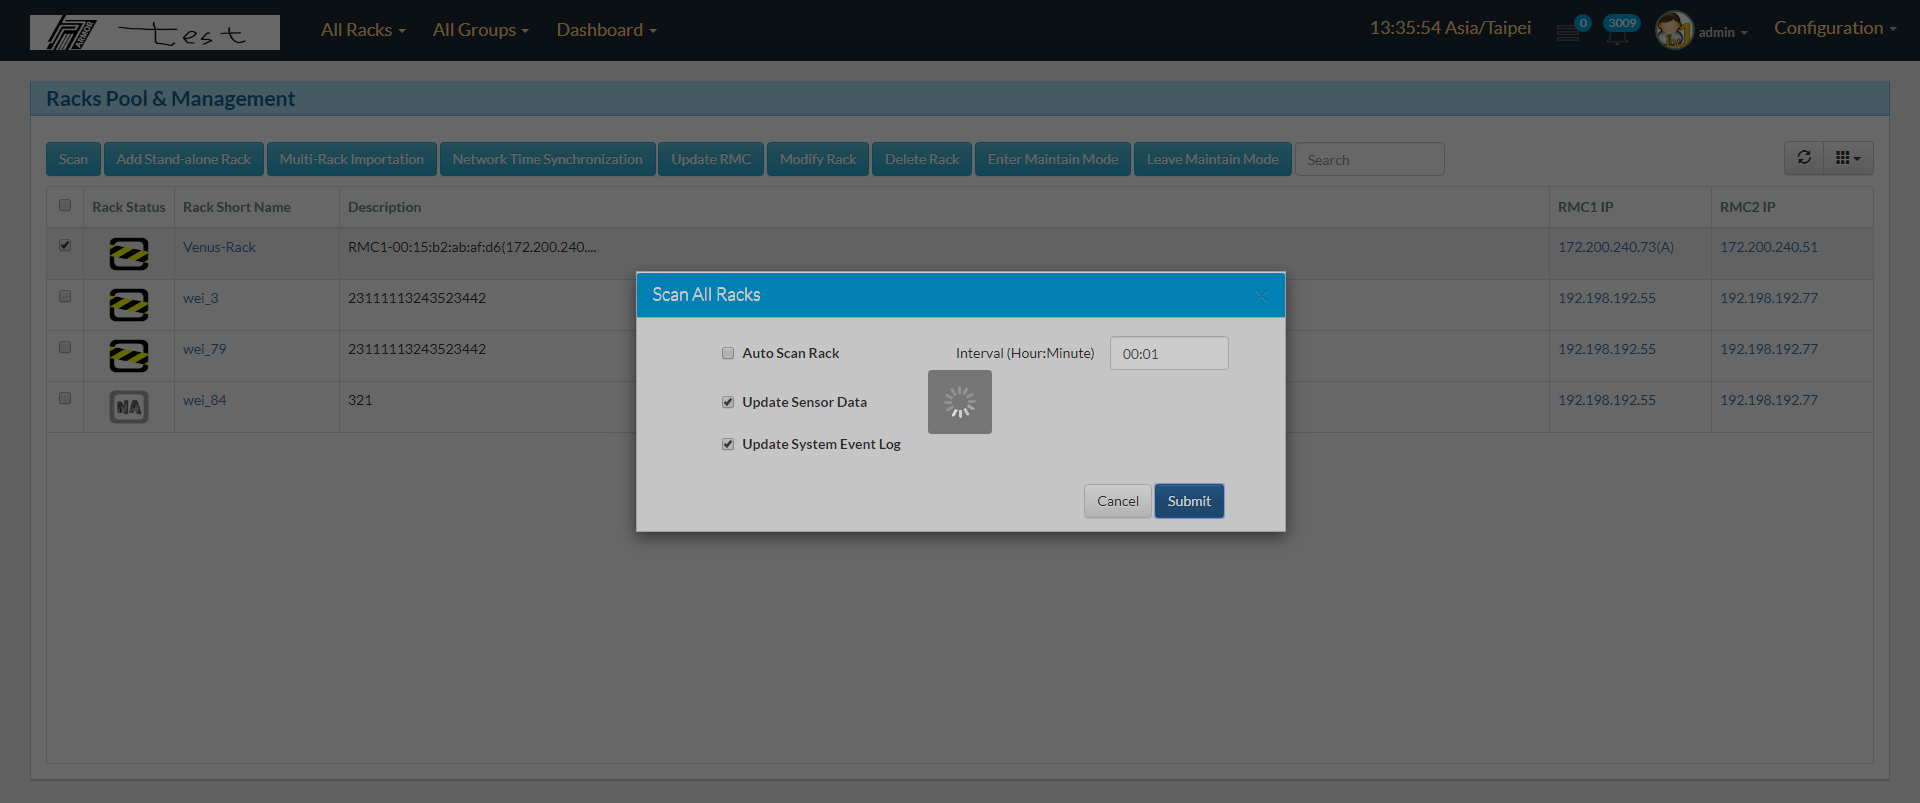 ARMOR test All Racks All Groups Dashboard 13:35:54 Asia/Taipei 0 3009 admin Configuration
Racks Pool & Management
Scan Add Stand-alone Rack Multi-Rack Importation Network Time Synchronization Update RMC Modify Rack Delete Rack Enter Maintain Mode Leave Maintain Mode Search
Rack Status Rack Short Name Description RMC1 IP RMC2 IP
Venus-Rack RMC1-00:15:b2:ab:af:d6(172.200.240.... 172.200.240.73(A) 172.200.240.51
wei_3 23111113243523442 192.198.192.55 192.198.192.77
wei_79 23111113243523442 192.198.192.55 192.198.192.77
NA wei_84 321 192.198.192.55 192.198.192.77
Scan All Racks
Auto Scan Rack Interval (Hour:Minute) 00:01
Update Sensor Data
Update System Event Log
Cancel Submit